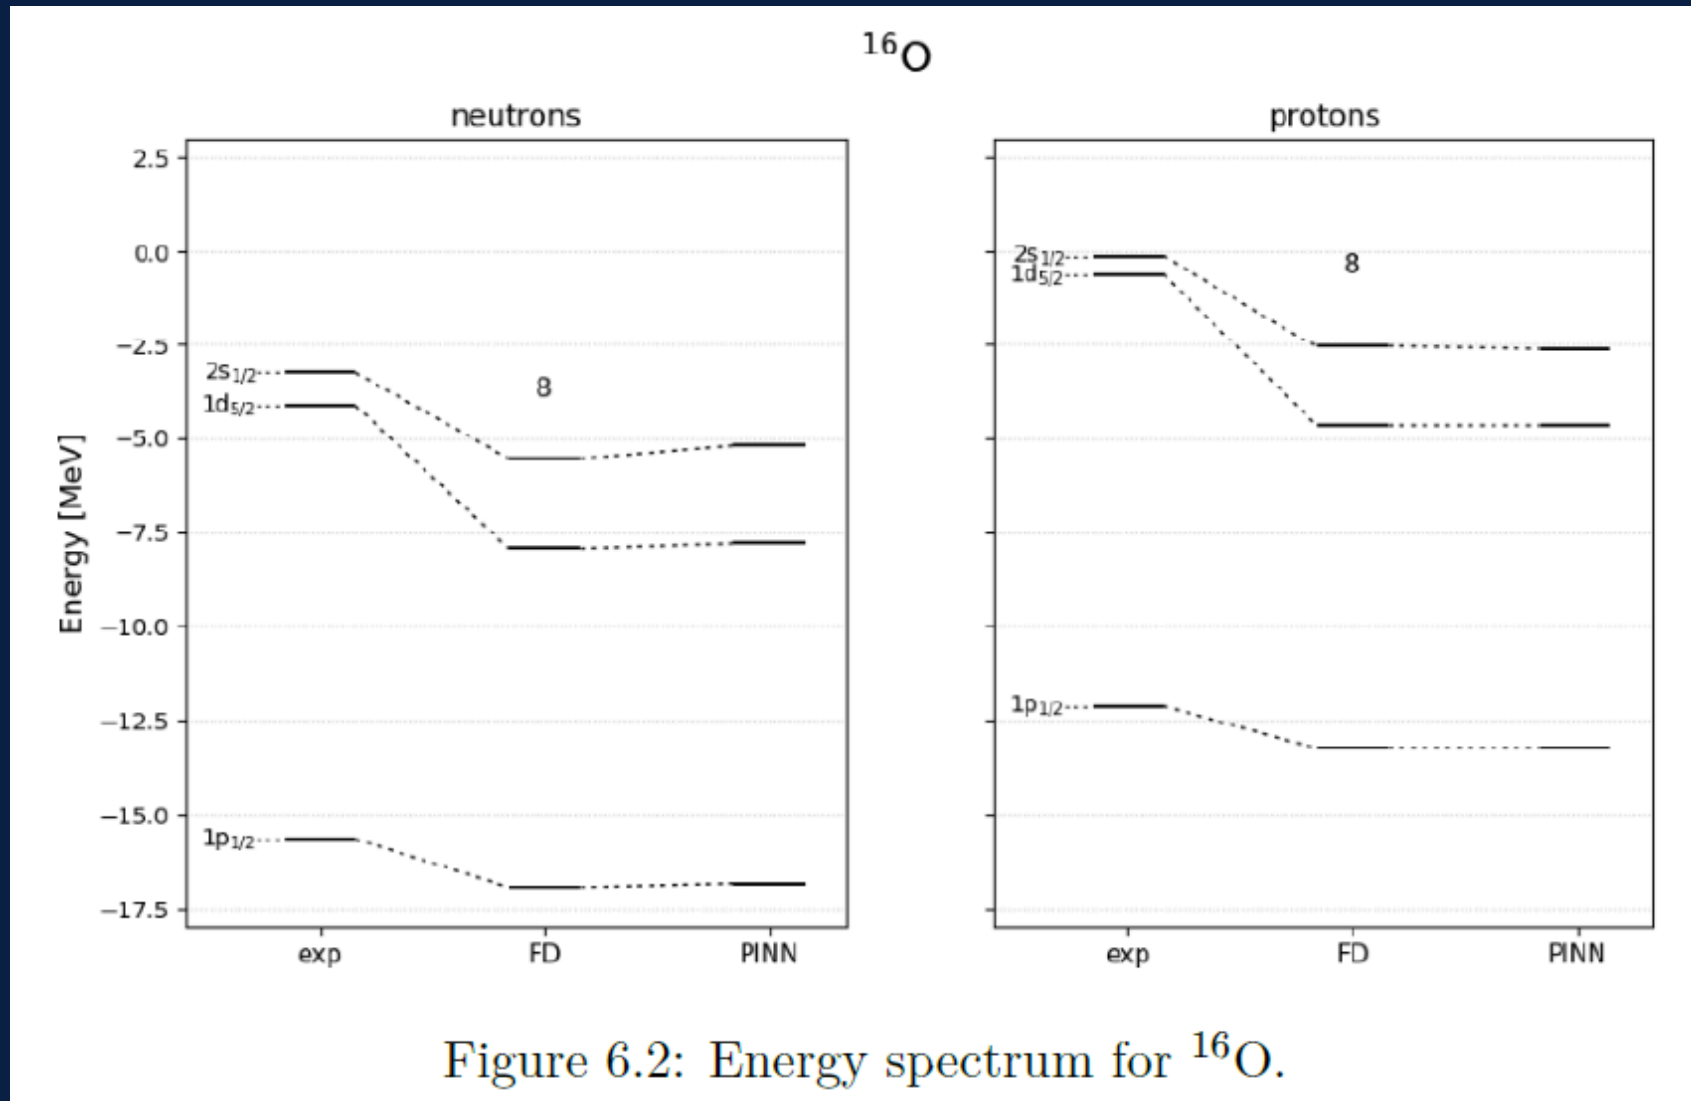 ¹⁶O
neutrons
protons
2.5
0.0
−2.5
−5.0
−7.5
−10.0
−12.5
−15.0
−17.5
Energy [MeV]
2s₁/₂
1d₅/₂
8
1p₁/₂
exp FD PINN
2s₁/₂
1d₅/₂
8
1p₁/₂
exp FD PINN
Figure 6.2: Energy spectrum for ¹⁶O.